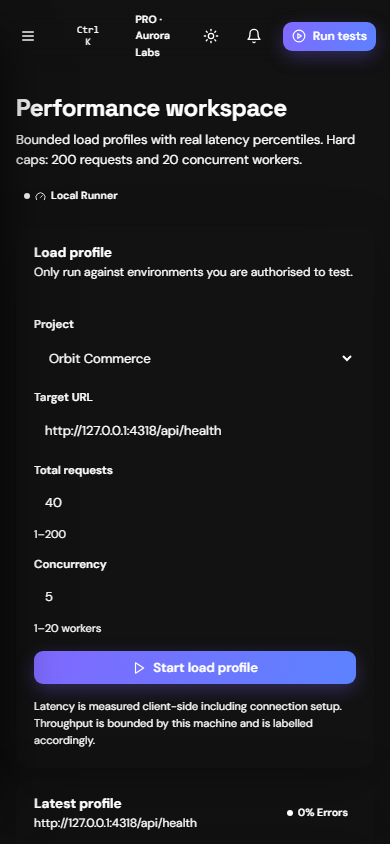 Ctrl
K
PRO ·
Aurora
Labs
Run tests
Performance workspace
Bounded load profiles with real latency percentiles. Hard
caps: 200 requests and 20 concurrent workers.
Local Runner
Load profile
Only run against environments you are authorised to test.
Project
Orbit Commerce
Target URL
http://127.0.0.1:4318/api/health
Total requests
40
1–200
Concurrency
5
1–20 workers
Start load profile
Latency is measured client-side including connection setup.
Throughput is bounded by this machine and is labelled
accordingly.
Latest profile
0% Errors
http://127.0.0.1:4318/api/health